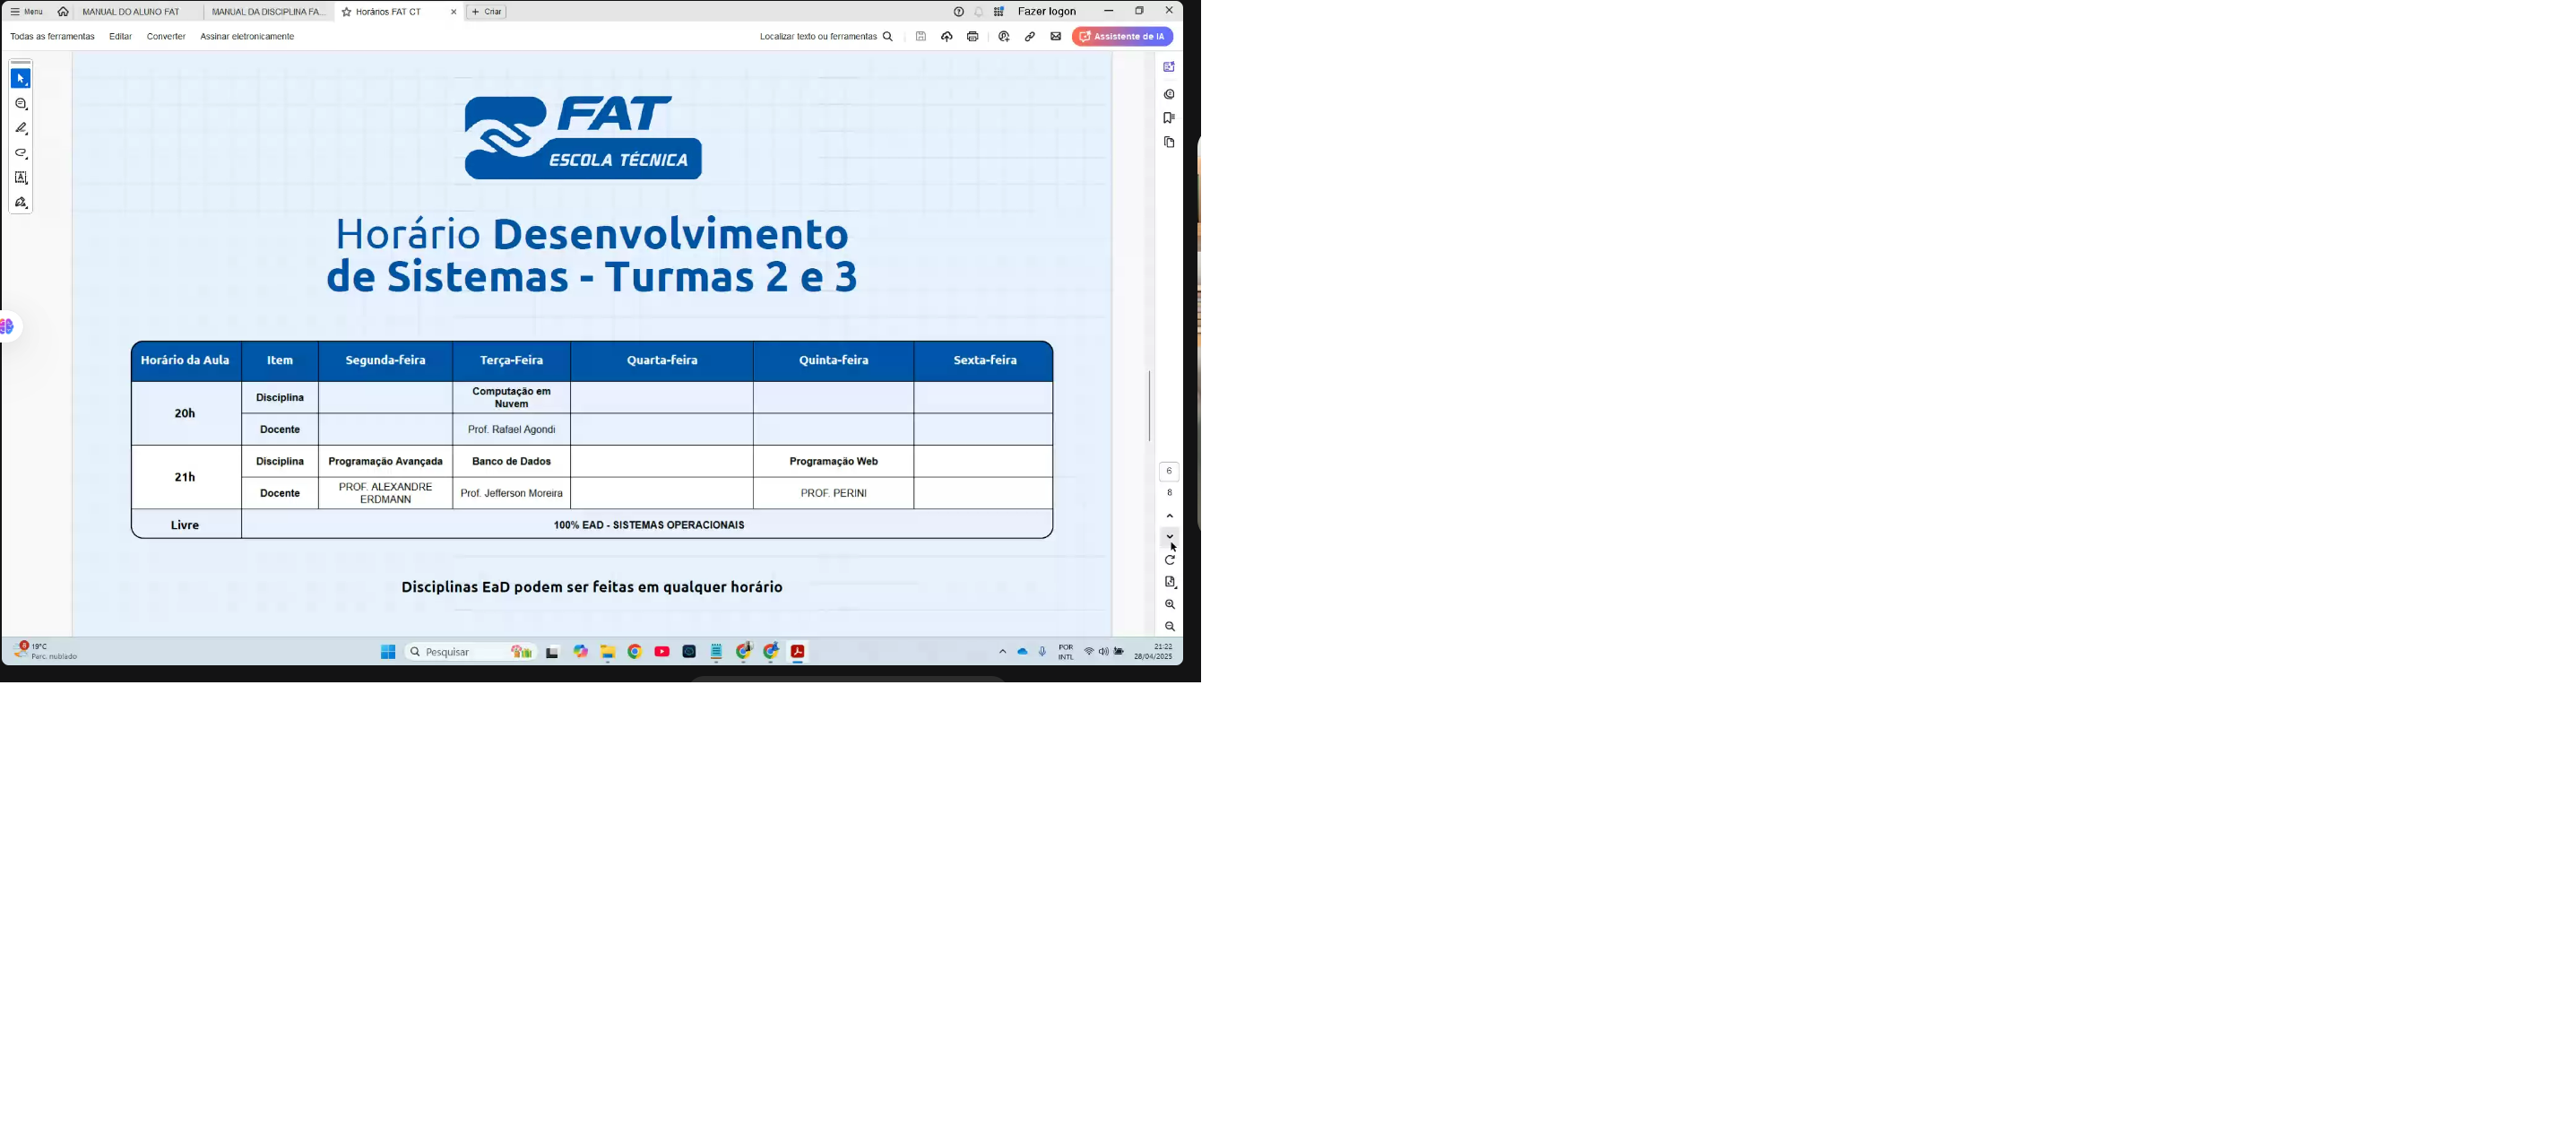 Menu
MANUAL DO ALUNO FAT
MANUAL DA DISCIPLINA FA...
Horários FAT CT
Criar
Fazer logon
Todas as ferramentas
Editar
Converter
Assinar eletronicamente
Localizar texto ou ferramentas
Assistente de IA
FAT
ESCOLA TÉCNICA
Horário Desenvolvimento
de Sistemas - Turmas 2 e 3
Horário da Aula Item Segunda-feira Terça-Feira Quarta-feira Quinta-feira Sexta-feira
20h
Disciplina
Computação em
Nuvem
Docente
Prof. Rafael Agondi
21h
Disciplina Programação Avançada Banco de Dados Programação Web
Docente
PROF. ALEXANDRE
ERDMANN
Prof. Jefferson Moreira
PROF. PERINI
Livre
100% EAD - SISTEMAS OPERACIONAIS
Disciplinas EaD podem ser feitas em qualquer horário
6
8
19°C
Parc. nublado
Pesquisar
POR
INTL
21:22
28/04/2025